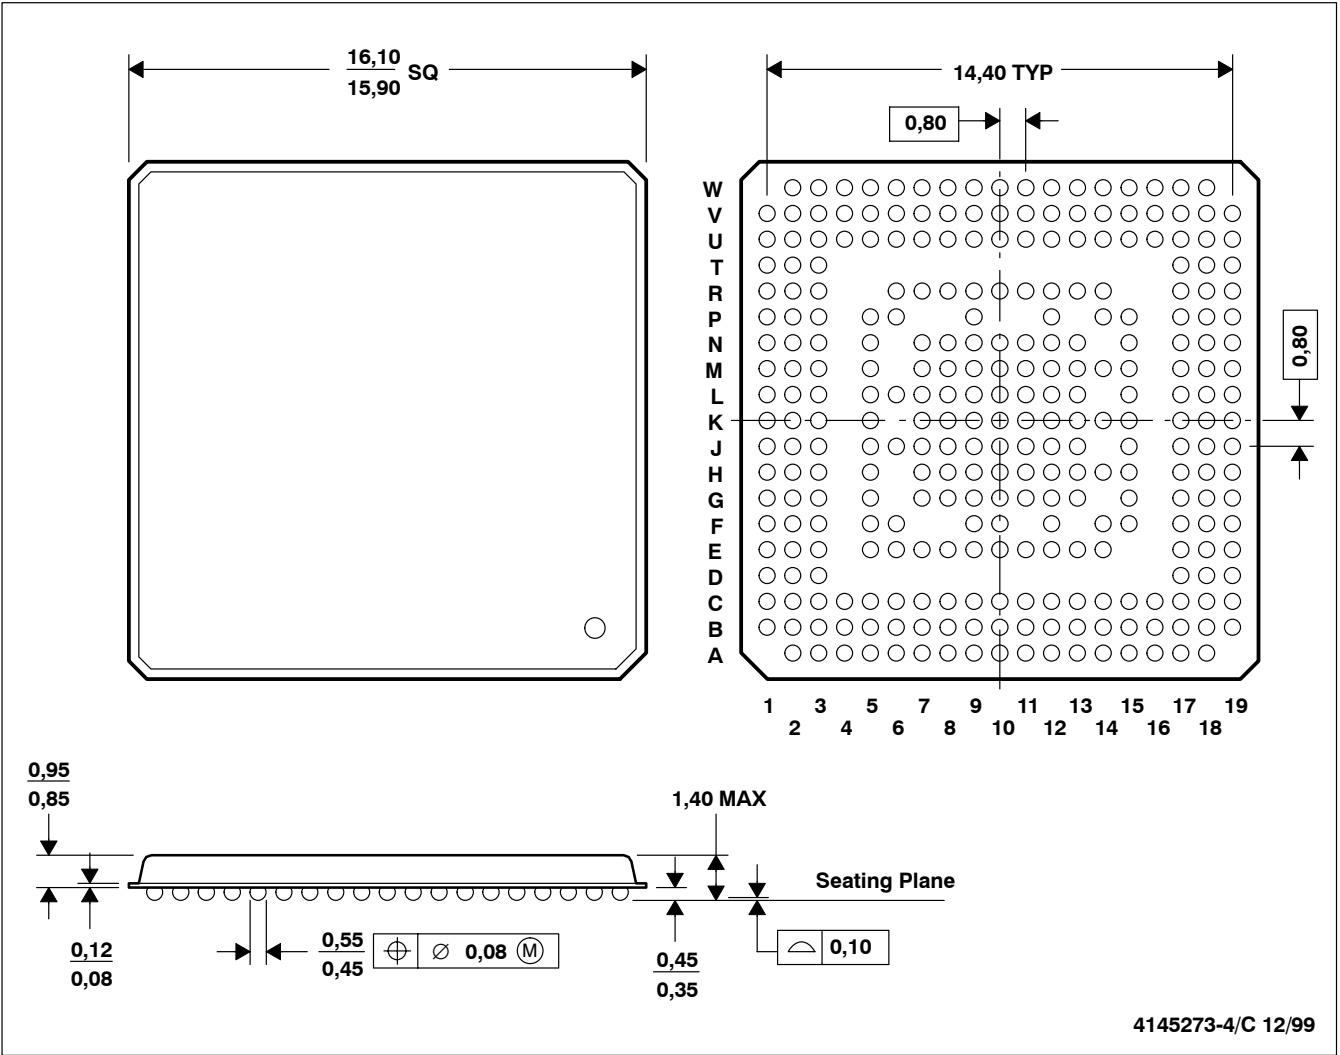 16,10
15,90
SQ
14,40 TYP
0,80
W
V
U
T
R
P
N
M
L
K
J
H
G
F
E
D
C
B
A
0,80
1 3 5 7 9 11 13 15 17 19
2 4 6 8 10 12 14 16 18
0,95
0,85
1,40 MAX
Seating Plane
0,12
0,08
0,55
0,45
⌀ 0,08 Ⓜ
0,45
0,35
0,10
4145273-4/C 12/99